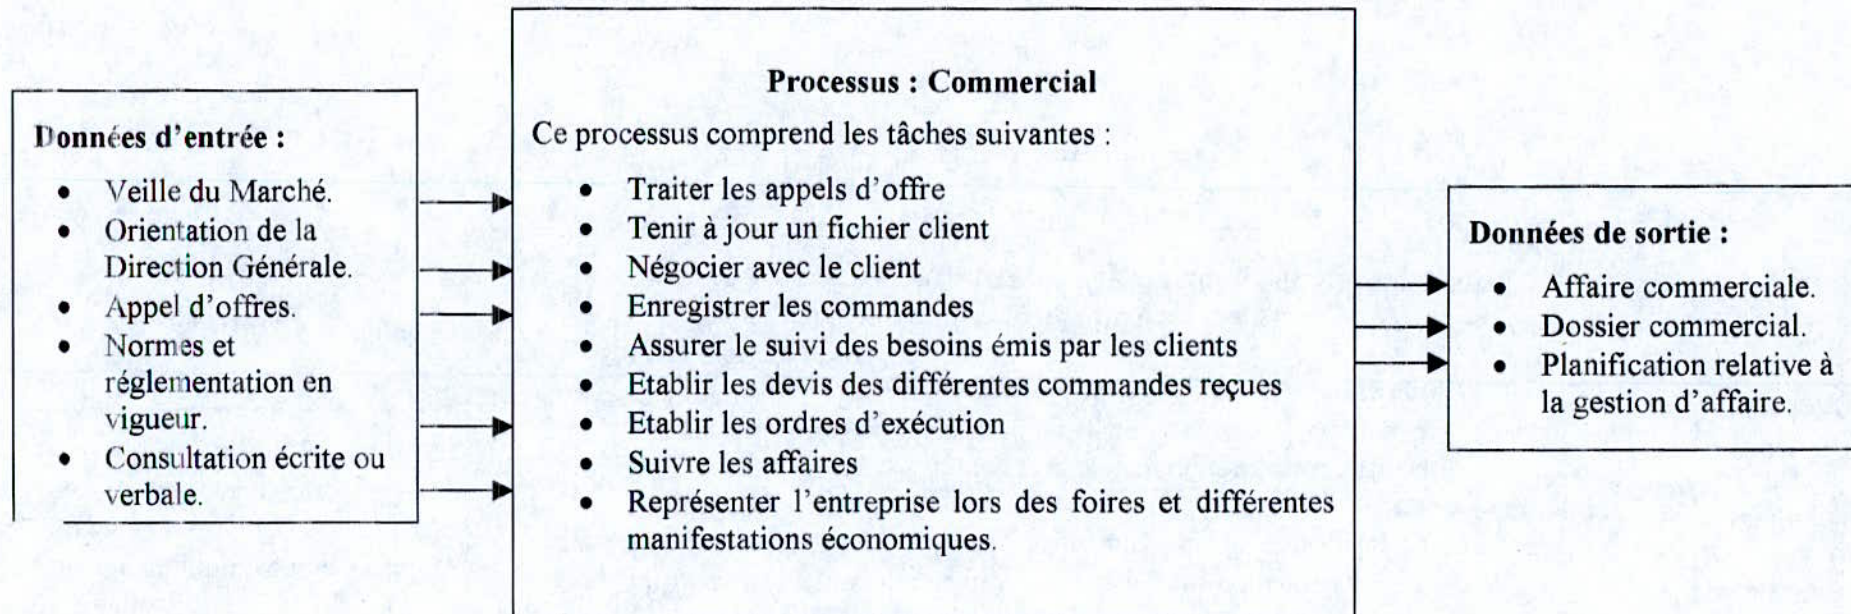 Données d'entrée :
• Veille du Marché.
• Orientation de la
Direction Générale.
• Appel d'offres.
• Normes et
réglementation en
vigueur.
• Consultation écrite ou
verbale.
Processus : Commercial
Ce processus comprend les tâches suivantes :
• Traiter les appels d'offre
• Tenir à jour un fichier client
• Négocier avec le client
• Enregistrer les commandes
• Assurer le suivi des besoins émis par les clients
• Etablir les devis des différentes commandes reçues
• Etablir les ordres d'exécution
• Suivre les affaires
• Représenter l'entreprise lors des foires et différentes
manifestations économiques.
Données de sortie :
• Affaire commerciale.
• Dossier commercial.
• Planification relative à
la gestion d'affaire.